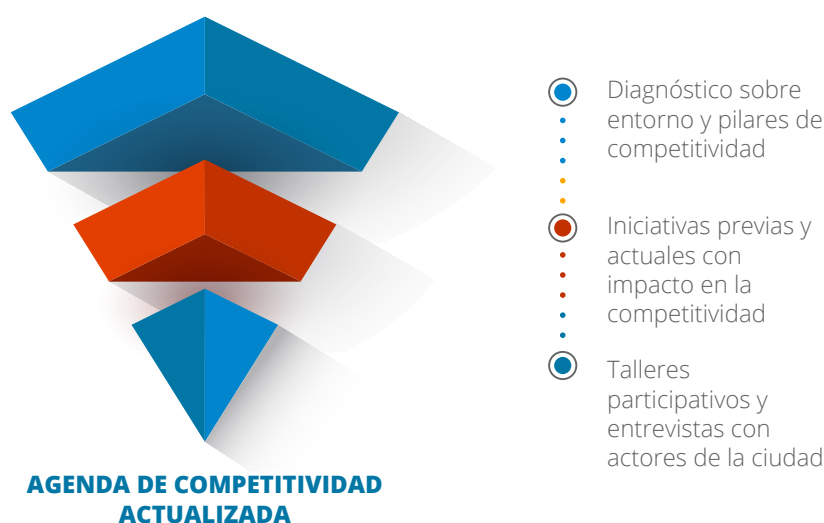 Diagnóstico sobre
entorno y pilares de
competitividad
Iniciativas previas y
actuales con
impacto en la
competitividad
Talleres
participativos y
entrevistas con
actores de la ciudad
AGENDA DE COMPETITIVIDAD
ACTUALIZADA